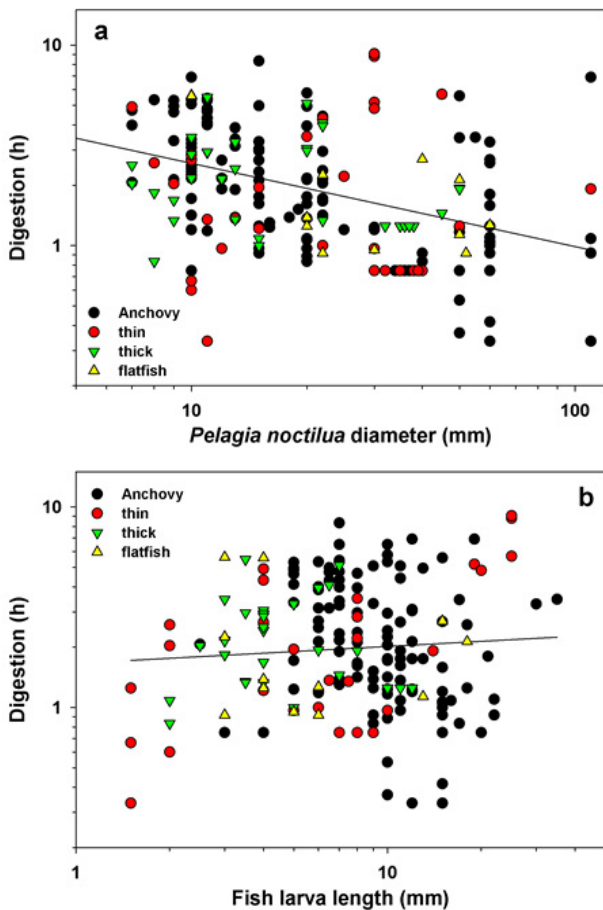 a
10
1
Digestion (h)
Anchovy
thin
thick
flatfish
10
100
Pelagia noctilua diameter (mm)
b
10
1
Digestion (h)
Anchovy
thin
thick
flatfish
1
10
Fish larva length (mm)